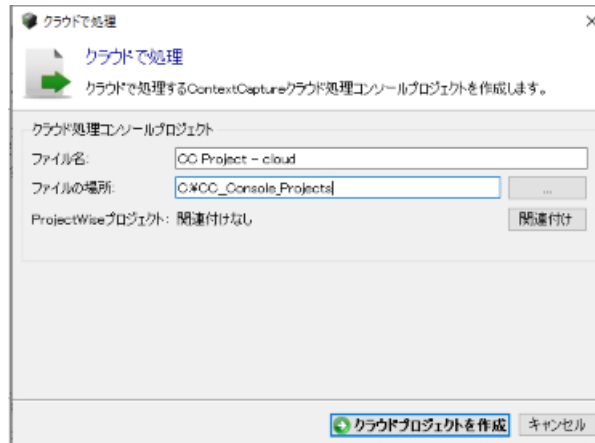 クラウドで処理
クラウドで処理
クラウドで処理するContextCaptureクラウド処理コンソールプロジェクトを作成します。
クラウド処理コンソールプロジェクト
ファイル名: CC Project - cloud
ファイルの場所: C:¥CC_Console_Projects ...
ProjectWiseプロジェクト: 関連付けなし 関連付け
クラウドプロジェクトを作成 キャンセル